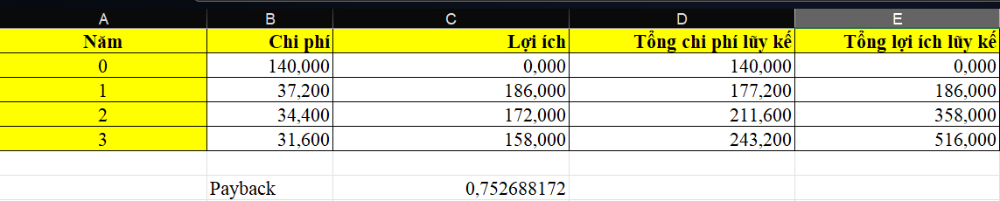 A B C D E
Năm Chi phí Lợi ích Tổng chi phí lũy kế Tổng lợi ích lũy kế
0 140,000 0,000 140,000 0,000
1 37,200 186,000 177,200 186,000
2 34,400 172,000 211,600 358,000
3 31,600 158,000 243,200 516,000
Payback 0,752688172